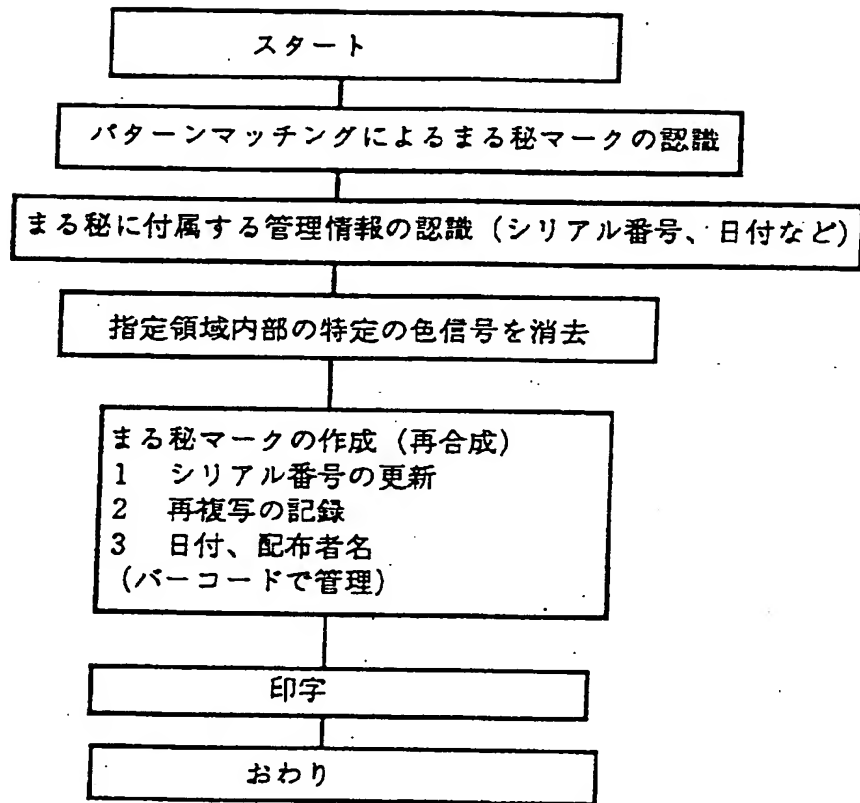 スタート
パターンマッチングによるまる秘マークの認識
まる秘に付属する管理情報の認識（シリアル番号、日付など）
指定領域内部の特定の色信号を消去
まる秘マークの作成（再合成）
1 シリアル番号の更新
2 再複写の記録
3 日付、配布者名
（バーコードで管理）
印字
おわり